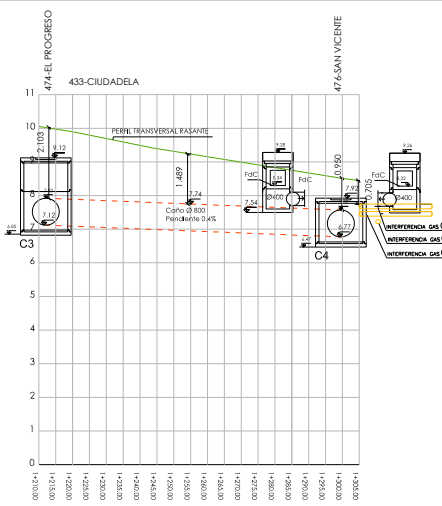 474-EL PROGRESO
433-CIUDADELA
476-SAN VICENTE
11
10
9
8
7
6
5
4
3
2
1
0
PERFIL TRANSVERSAL RASANTE
2.103
9.12
7.12
6.85
C3
1.489
7.74
Caño Ø 800
Pendiente 0.4%
7.54
9.25
FdC
FdC
Ø400
0.950
7.92
0.705
6.77
6.47
C4
9.26
FdC
Ø400
INTERFERENCIA GAS
INTERFERENCIA GAS
INTERFERENCIA GAS
1+210.00
1+215.00
1+220.00
1+225.00
1+230.00
1+235.00
1+240.00
1+245.00
1+250.00
1+255.00
1+260.00
1+265.00
1+270.00
1+275.00
1+280.00
1+285.00
1+290.00
1+295.00
1+300.00
1+305.00